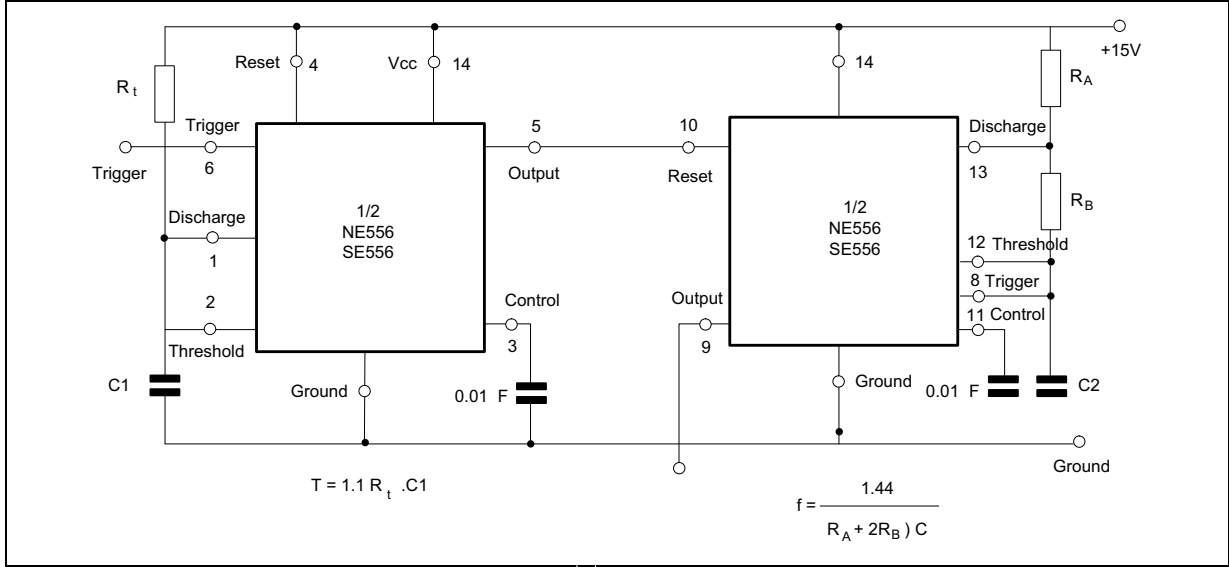 +15V
Reset 4
Vcc 14
14
R t
R A
Trigger
6
Trigger
5
Output
10
Reset
Discharge
13
1/2
NE556
SE556
1/2
NE556
SE556
R B
Discharge
1
12 Threshold
8 Trigger
11 Control
2
Threshold
Control
3
Output
9
C1
Ground
0.01 F
Ground
0.01 F
C2
Ground
T = 1.1 R t .C1
f = 1.44
R A + 2R B ) C